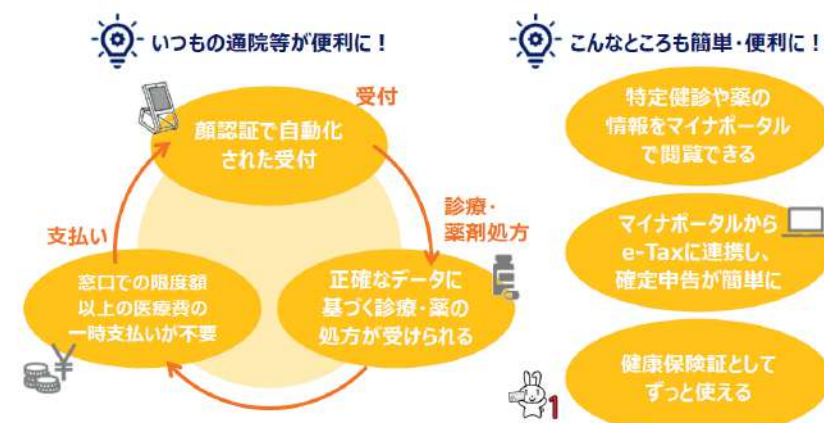 いつもの通院等が便利に！
受付
顔認証で自動化
された受付
診療・
薬剤処方
支払い
窓口での限度額
以上の医療費の
一時支払いが不要
正確なデータに
基づく診療・薬の
処方が受けられる
¥
こんなところも簡単・便利に！
特定健診や薬の
情報をマイナポータル
で閲覧できる
マイナポータルから
e-Taxに連携し、
確定申告が簡単に
健康保険証として
ずっと使える
1